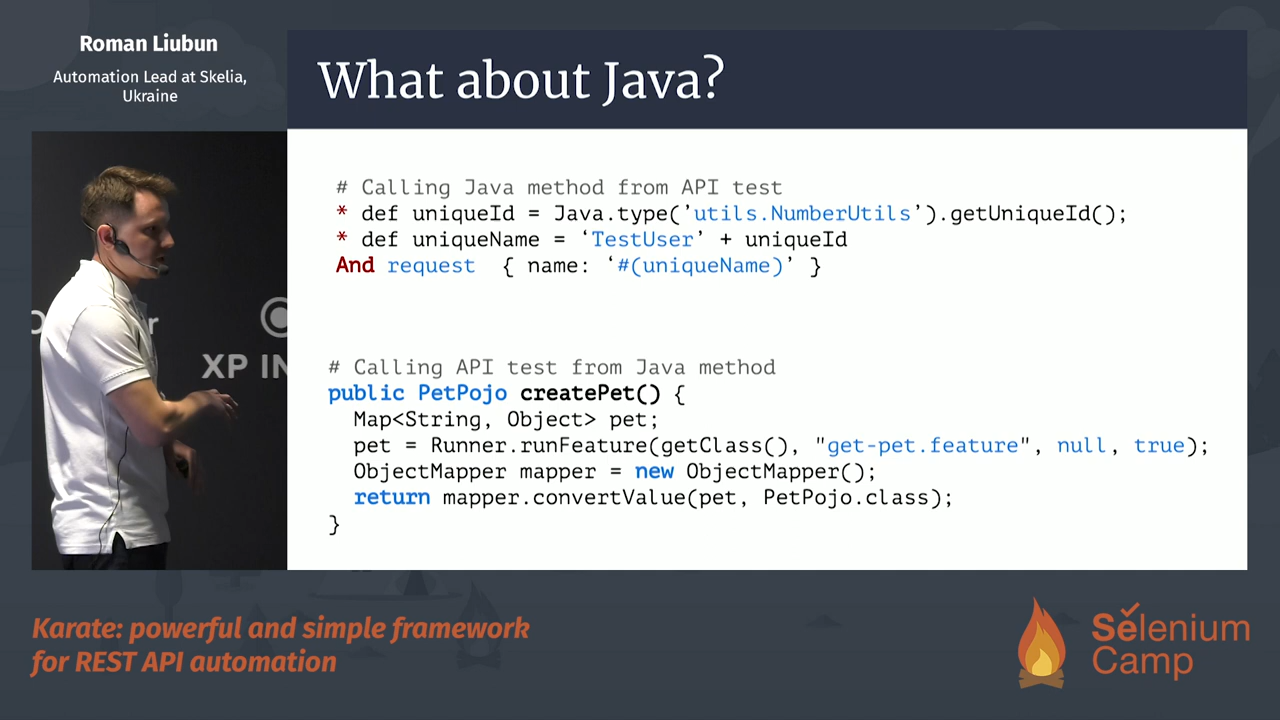 Roman Liubun
Automation Lead at Skelia,
Ukraine
What about Java?
# Calling Java method from API test
* def uniqueId = Java.type(’utils.NumberUtils’).getUniqueId();
* def uniqueName = ‘TestUser’ + uniqueId
And request { name: ‘#(uniqueName)’ }
# Calling API test from Java method
public PetPojo createPet() {
Map<String, Object> pet;
pet = Runner.runFeature(getClass(), "get-pet.feature", null, true);
ObjectMapper mapper = new ObjectMapper();
return mapper.convertValue(pet, PetPojo.class);
}
XP IN
Karate: powerful and simple framework
for REST API automation
Selenium
Camp